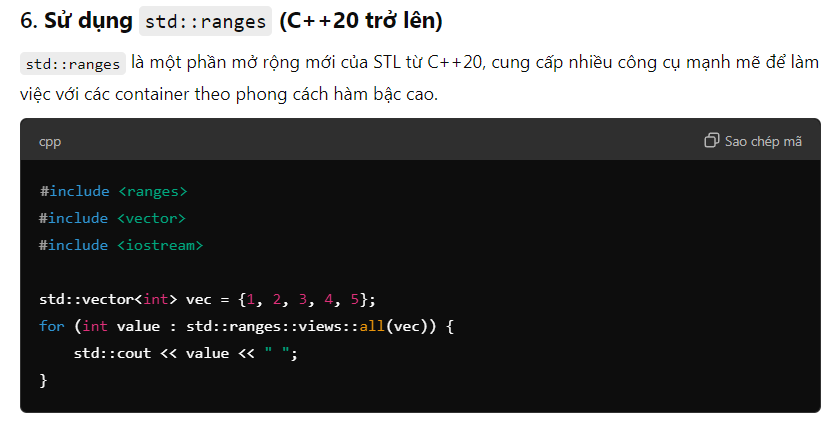 6. Sử dụng std::ranges (C++20 trở lên)
std::ranges là một phần mở rộng mới của STL từ C++20, cung cấp nhiều công cụ mạnh mẽ để làm
việc với các container theo phong cách hàm bậc cao.
cpp Sao chép mã
#include <ranges>
#include <vector>
#include <iostream>
std::vector<int> vec = {1, 2, 3, 4, 5};
for (int value : std::ranges::views::all(vec)) {
    std::cout << value << " ";
}